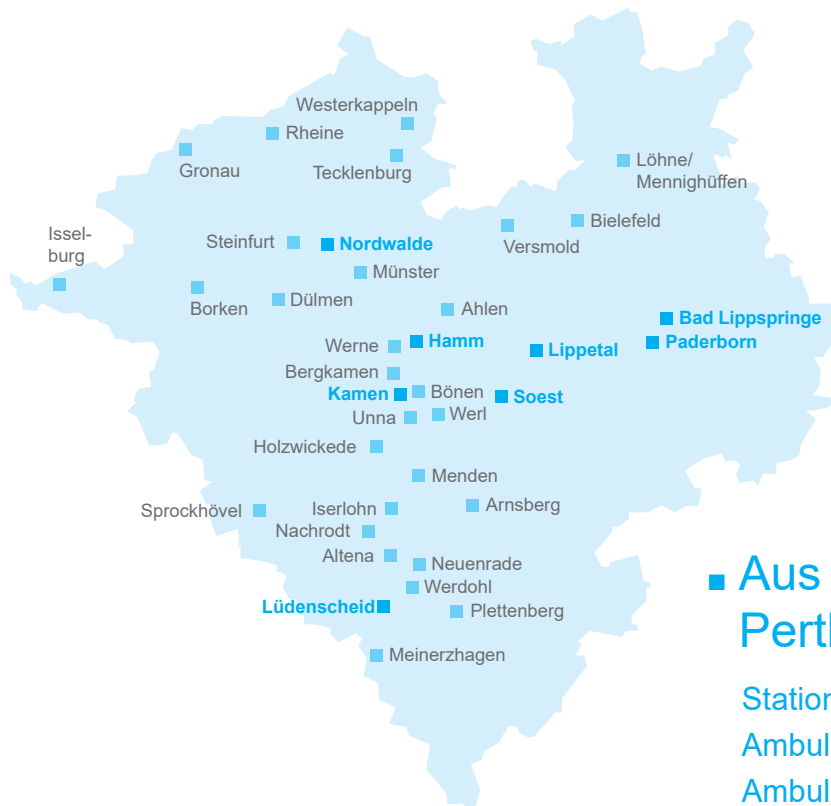 Westerkappeln
Rheine
Gronau
Tecklenburg
Löhne/
Mennighüffen
Bielefeld
Versmold
Issel-
burg
Steinfurt
Nordwalde
Münster
Borken
Dülmen
Ahlen
Bad Lippspringe
Paderborn
Werne
Hamm
Lippetal
Bergkamen
Kamen
Bönen
Soest
Unna
Werl
Holzwickede
Menden
Sprockhövel
Iserlohn
Arnsberg
Nachrodt
Altena
Neuenrade
Werdohl
Lüdenscheid
Plettenberg
Meinerzhagen
Aus
Station
Ambul
Ambul